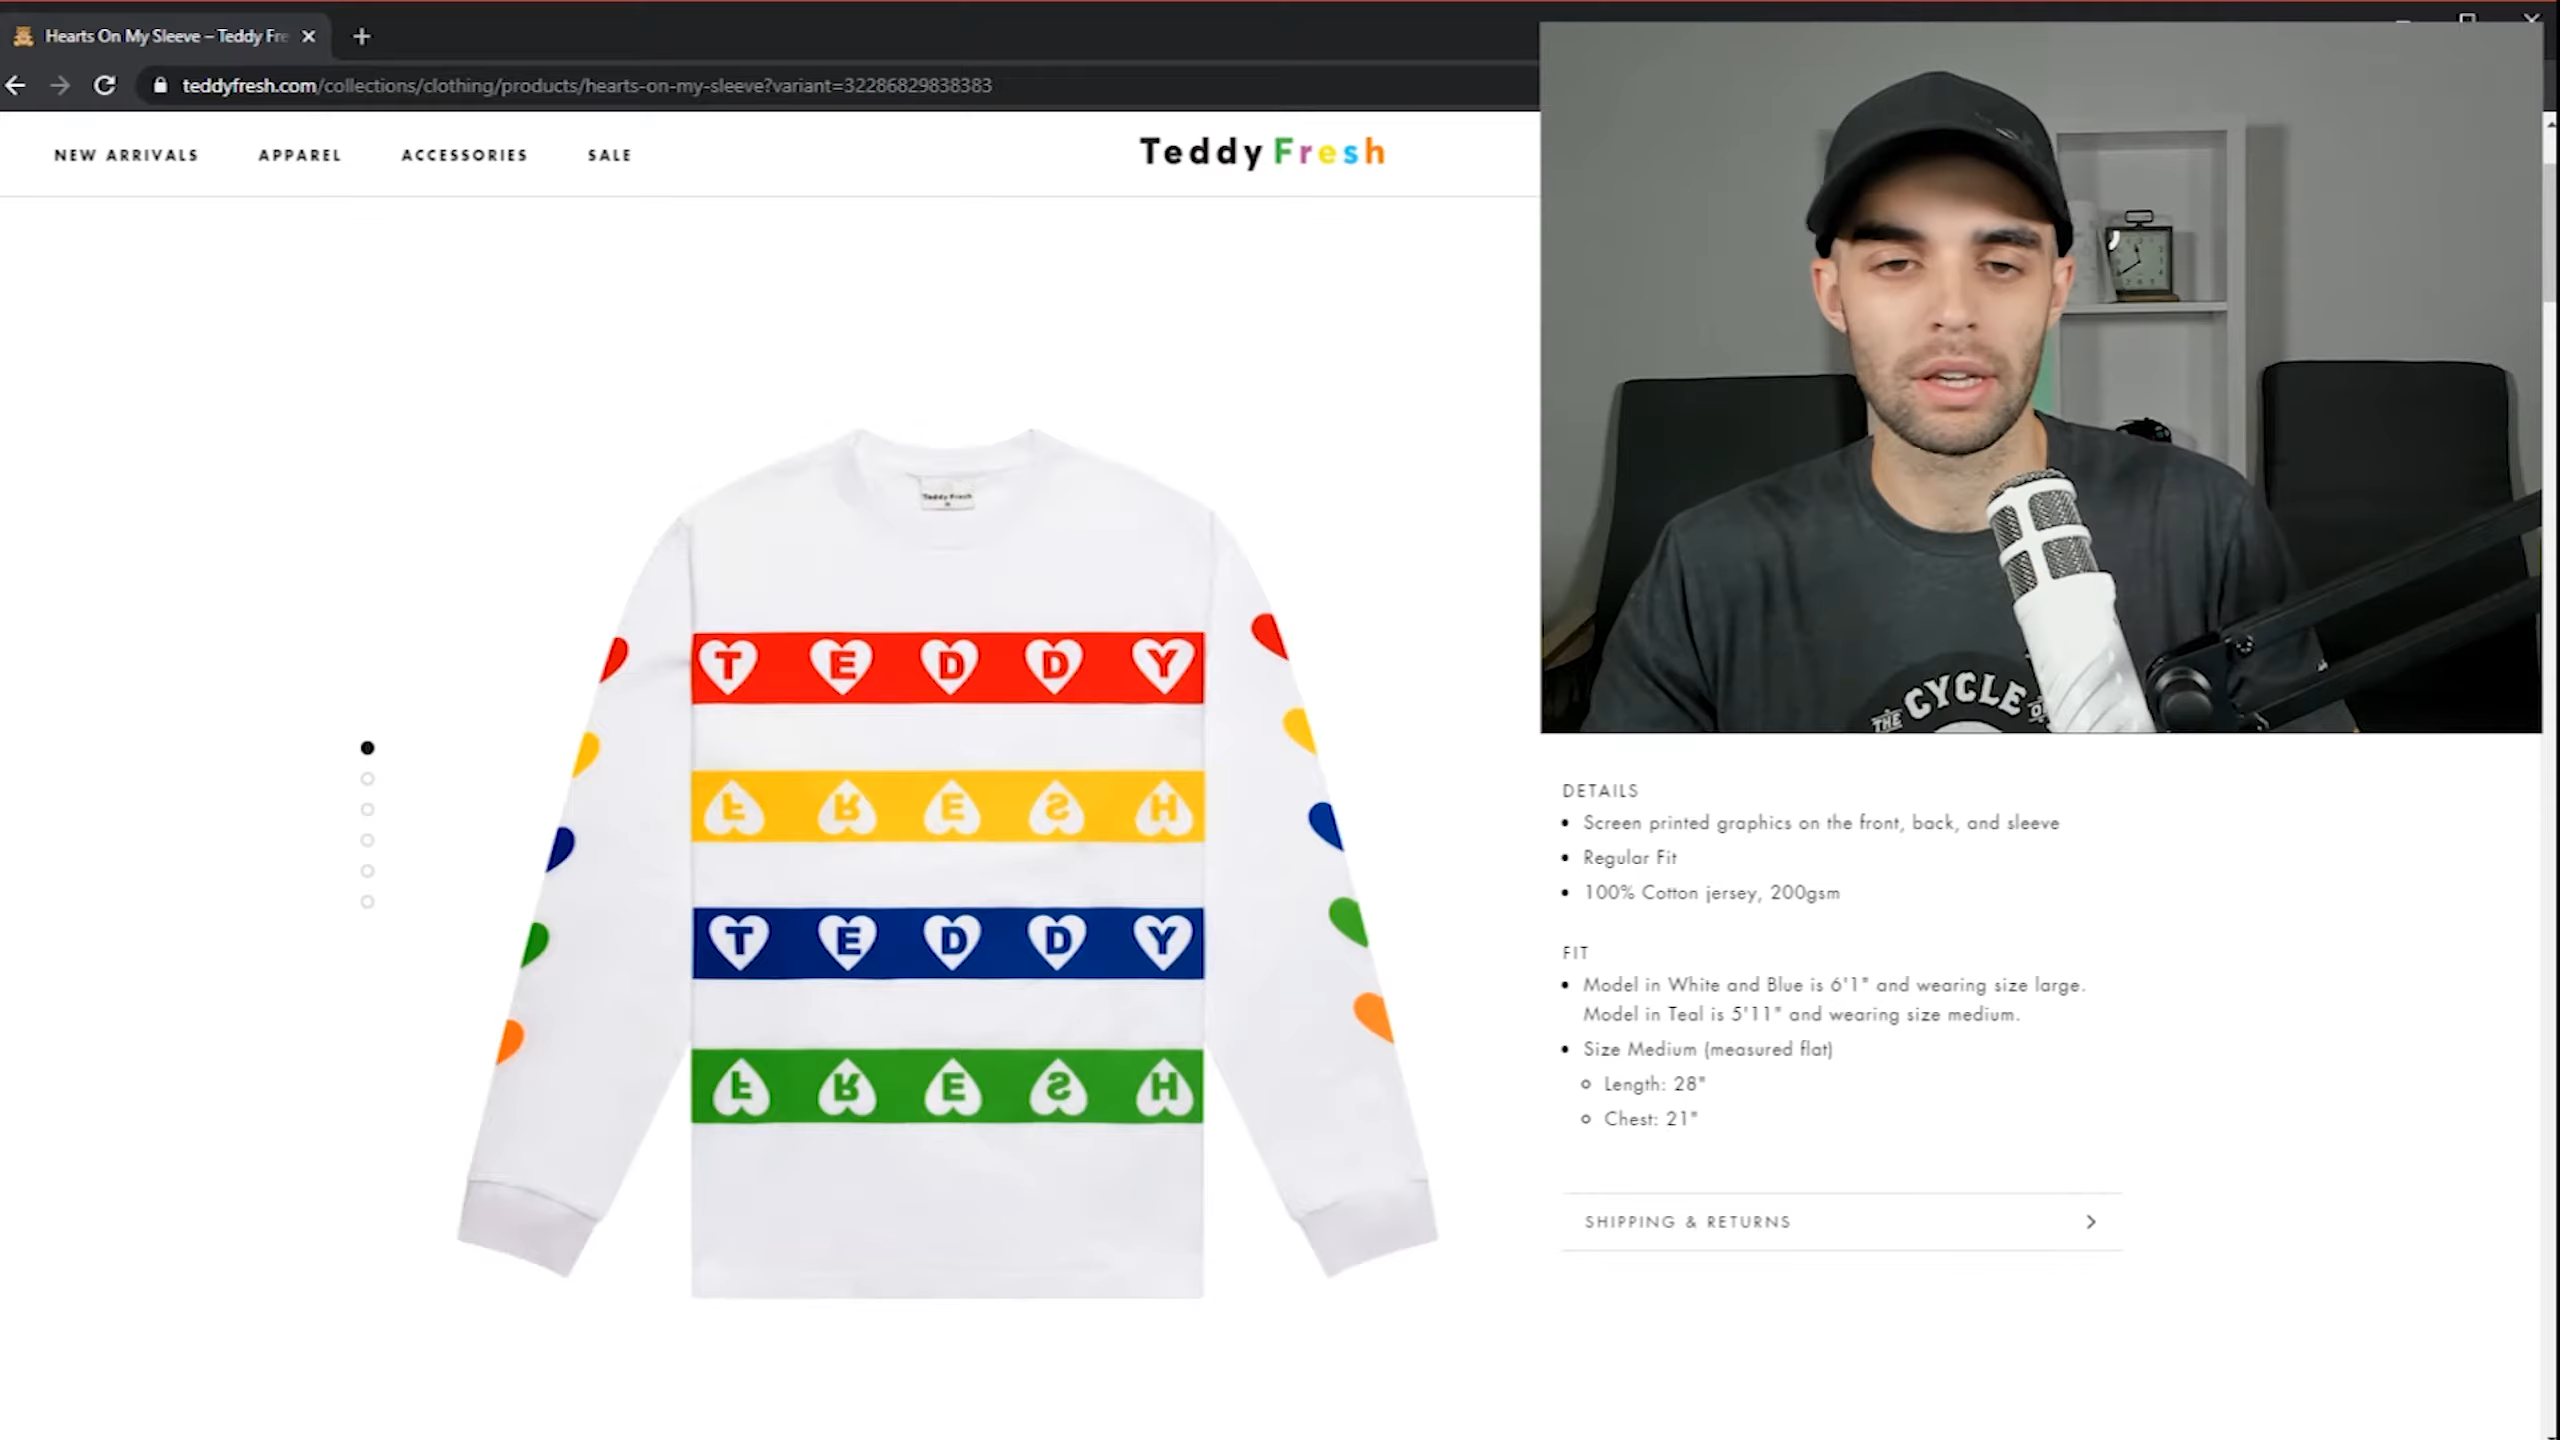 Hearts On My Sleeve – Teddy Fre
teddyfresh.com/collections/clothing/products/hearts-on-my-sleeve?variant=32286829838383
NEW ARRIVALS APPAREL ACCESSORIES SALE
Teddy Fresh
Teddy Fresh
TEDDY
FRESH
TEDDY
FRESH
THE CYCLE
DETAILS
• Screen printed graphics on the front, back, and sleeve
• Regular Fit
• 100% Cotton jersey, 200gsm
FIT
• Model in White and Blue is 6'1" and wearing size large.
Model in Teal is 5'11" and wearing size medium.
• Size Medium (measured flat)
Length: 28"
Chest: 21"
SHIPPING & RETURNS